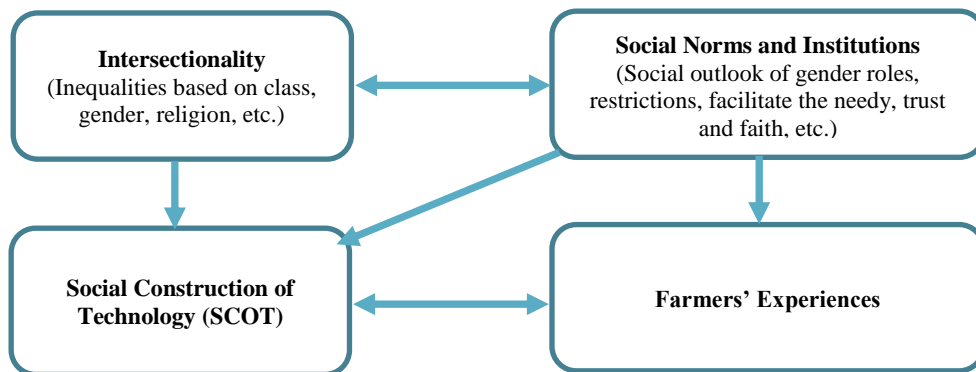 Intersectionality
(Inequalities based on class,
gender, religion, etc.)
Social Norms and Institutions
(Social outlook of gender roles,
restrictions, facilitate the needy, trust
and faith, etc.)
Social Construction of
Technology (SCOT)
Farmers’ Experiences